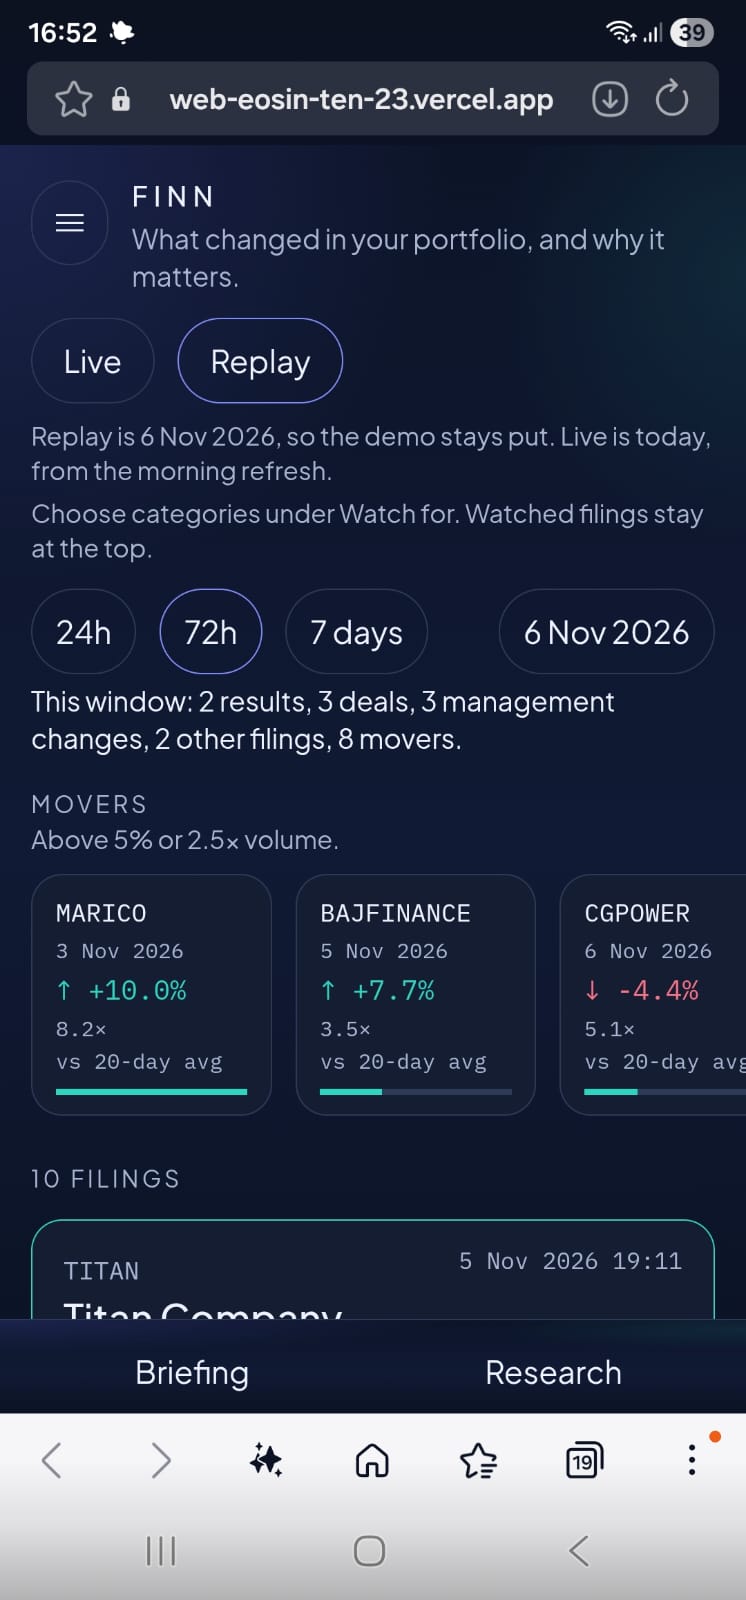 16:52
39
web-eosin-ten-23.vercel.app
FINN
What changed in your portfolio, and why it
matters.
Live
Replay
Replay is 6 Nov 2026, so the demo stays put. Live is today,
from the morning refresh.
Choose categories under Watch for. Watched filings stay
at the top.
24h
72h
7 days
6 Nov 2026
This window: 2 results, 3 deals, 3 management
changes, 2 other filings, 8 movers.
MOVERS
Above 5% or 2.5× volume.
MARICO
3 Nov 2026
↑ +10.0%
8.2×
vs 20-day avg
BAJFINANCE
5 Nov 2026
↑ +7.7%
3.5×
vs 20-day avg
CGPOWER
6 Nov 2026
↓ -4.4%
5.1×
vs 20-day avg
10 FILINGS
TITAN
5 Nov 2026 19:11
Titan Company
Briefing
Research
19